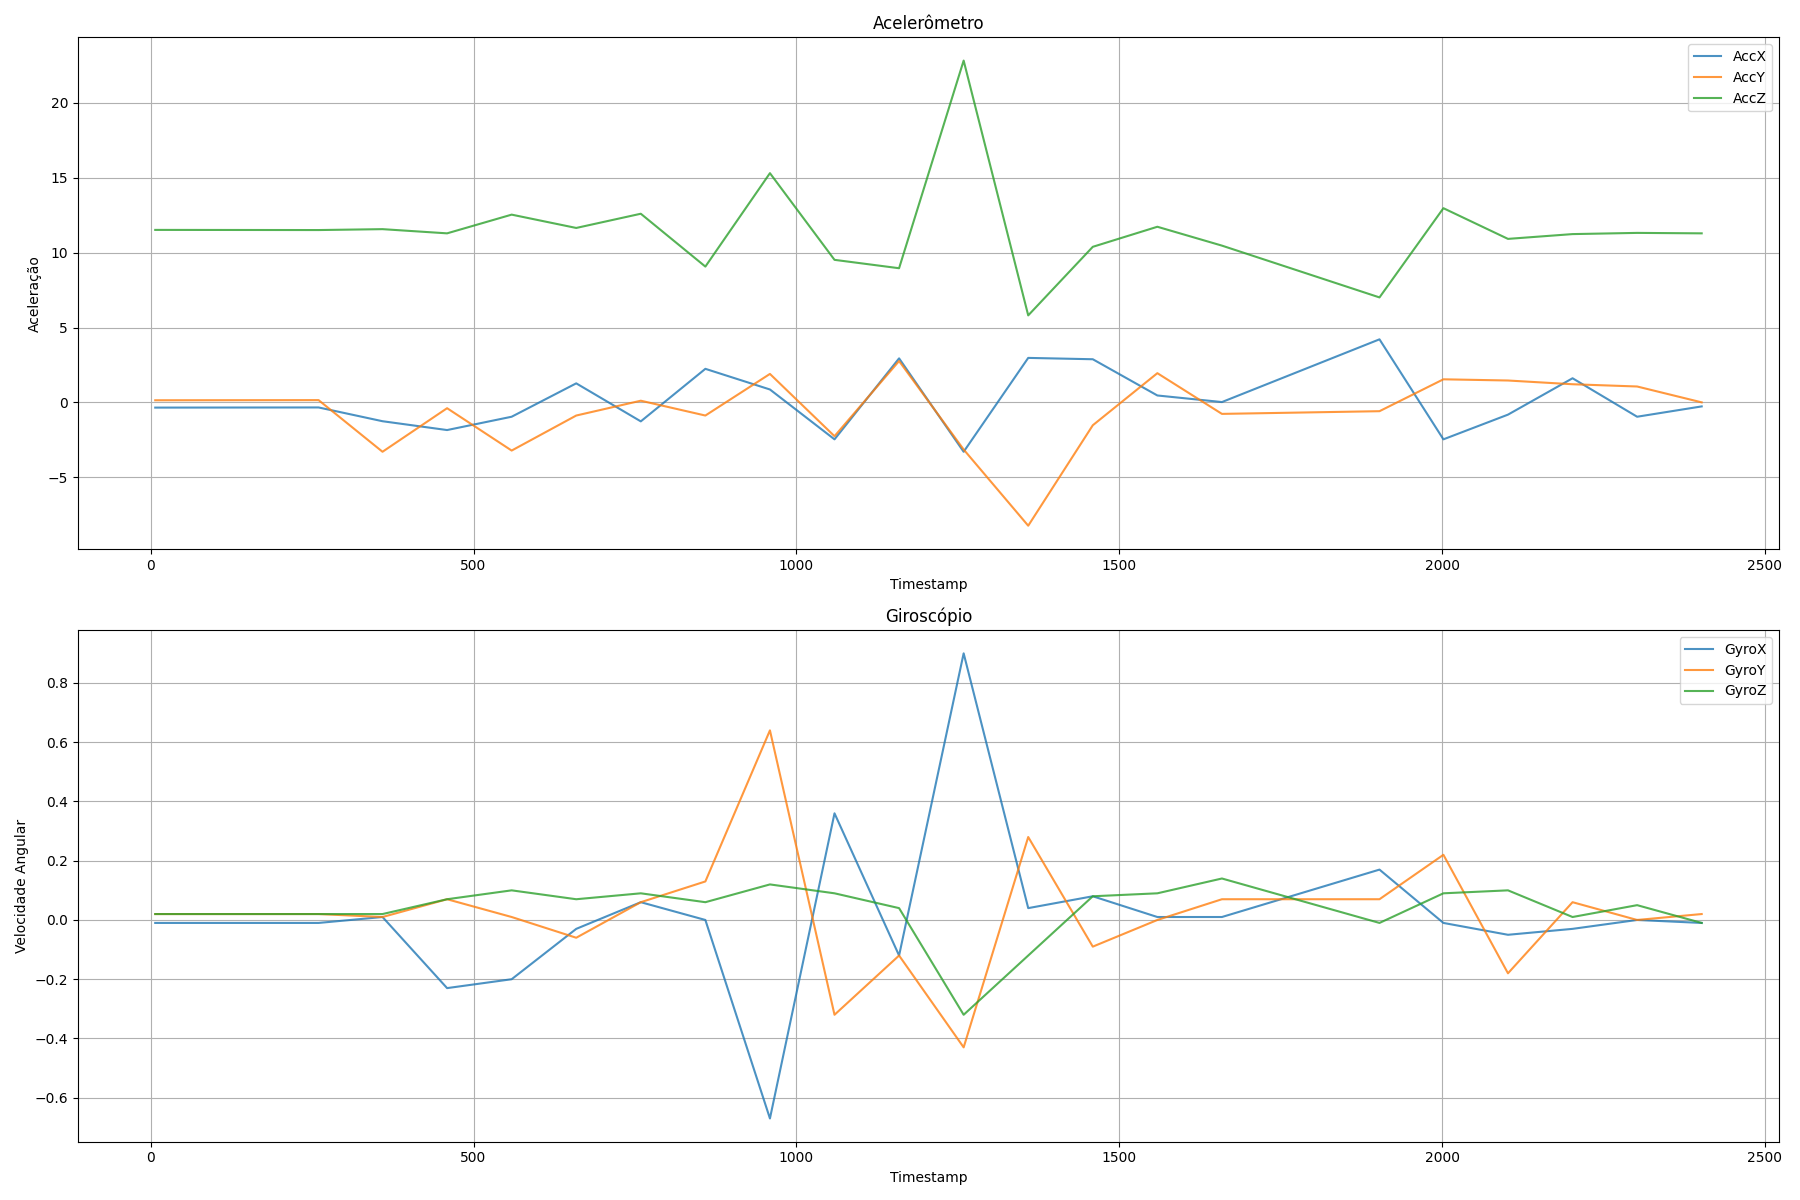 Acelerômetro
AccX
AccY
AccZ
20
15
10
5
0
−5
Aceleração
0 500 1000 1500 2000 2500
Timestamp
Giroscópio
GyroX
GyroY
GyroZ
0.8
0.6
0.4
0.2
0.0
−0.2
−0.4
−0.6
Velocidade Angular
0 500 1000 1500 2000 2500
Timestamp